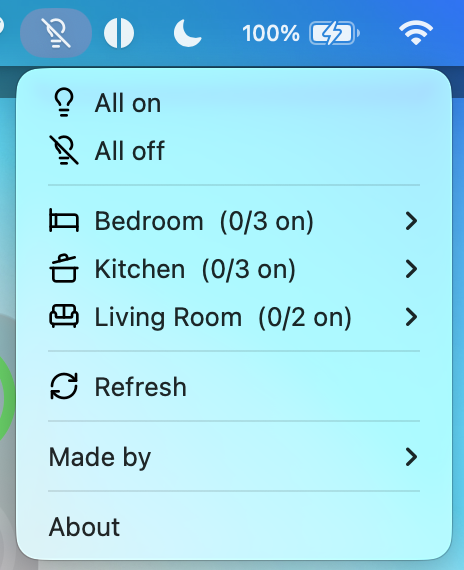 100%
All on
All off
Bedroom (0/3 on)
Kitchen (0/3 on)
Living Room (0/2 on)
Refresh
Made by
About